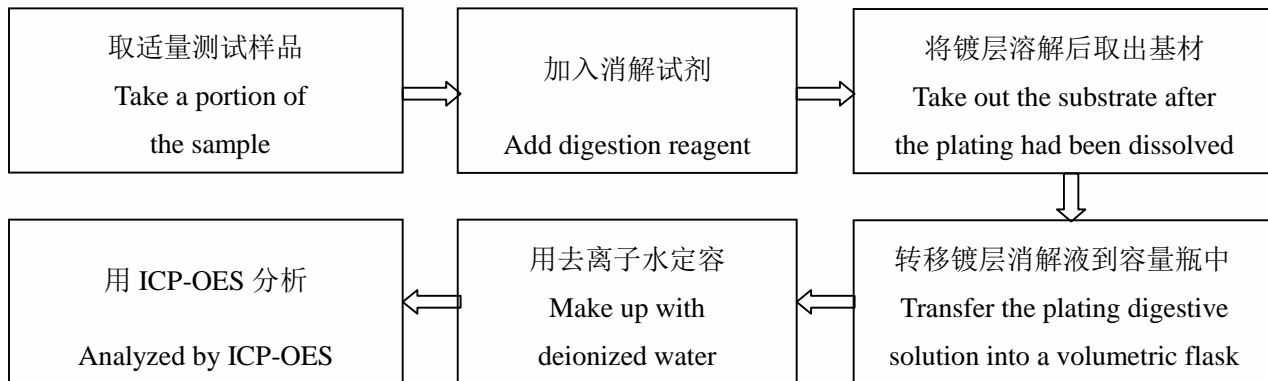 取适量测试样品
Take a portion of
the sample
加入消解试剂
Add digestion reagent
将镀层溶解后取出基材
Take out the substrate after
the plating had been dissolved
转移镀层消解液到容量瓶中
Transfer the plating digestive
solution into a volumetric flask
用去离子水定容
Make up with
deionized water
用 ICP-OES 分析
Analyzed by ICP-OES